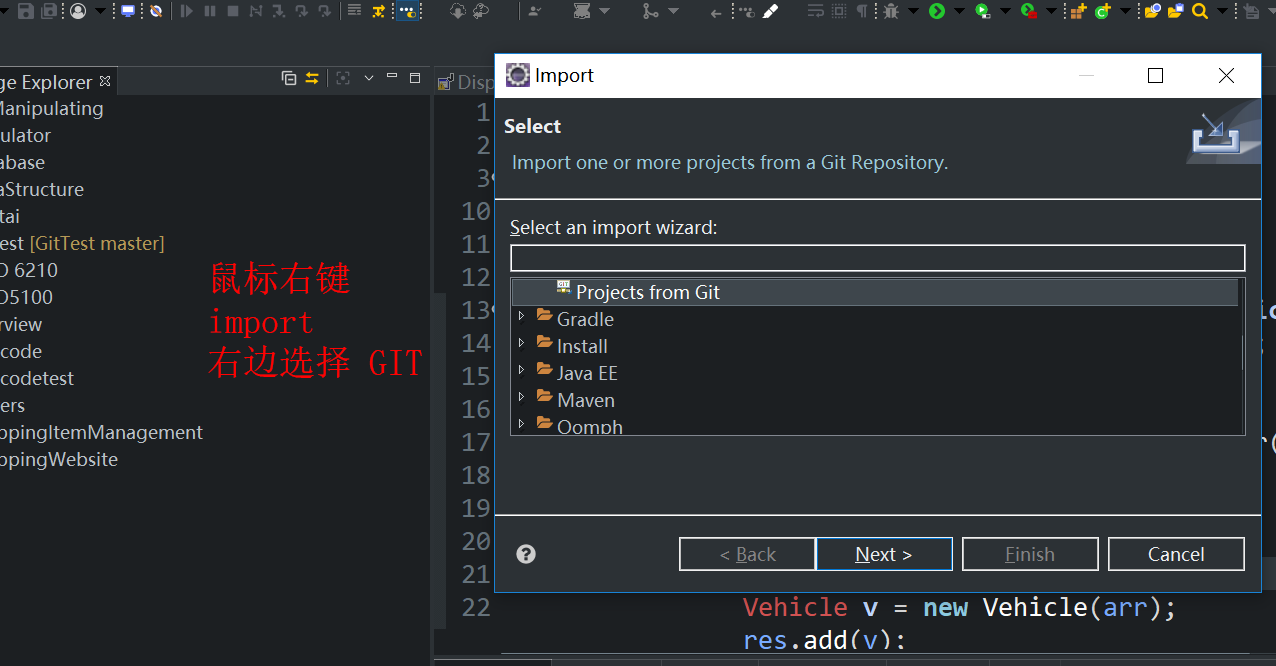 Import
Select
Import one or more projects from a Git Repository.
Select an import wizard:
Projects from Git
Gradle
Install
Java EE
Maven
Oomph
< Back
Next >
Finish
Cancel
ge Explorer
Manipulating
ulator
abase
aStructure
tai
est [GitTest master]
O 6210
O5100
rview
code
codetest
ers
ppingItemManagement
ppingWebsite
鼠标右键
import
右边选择 GIT
Disp
1
2
3
10
11
12
13
14
15
16
17
18
19
20
21
22
Vehicle v = new Vehicle(arr);
res.add(v);